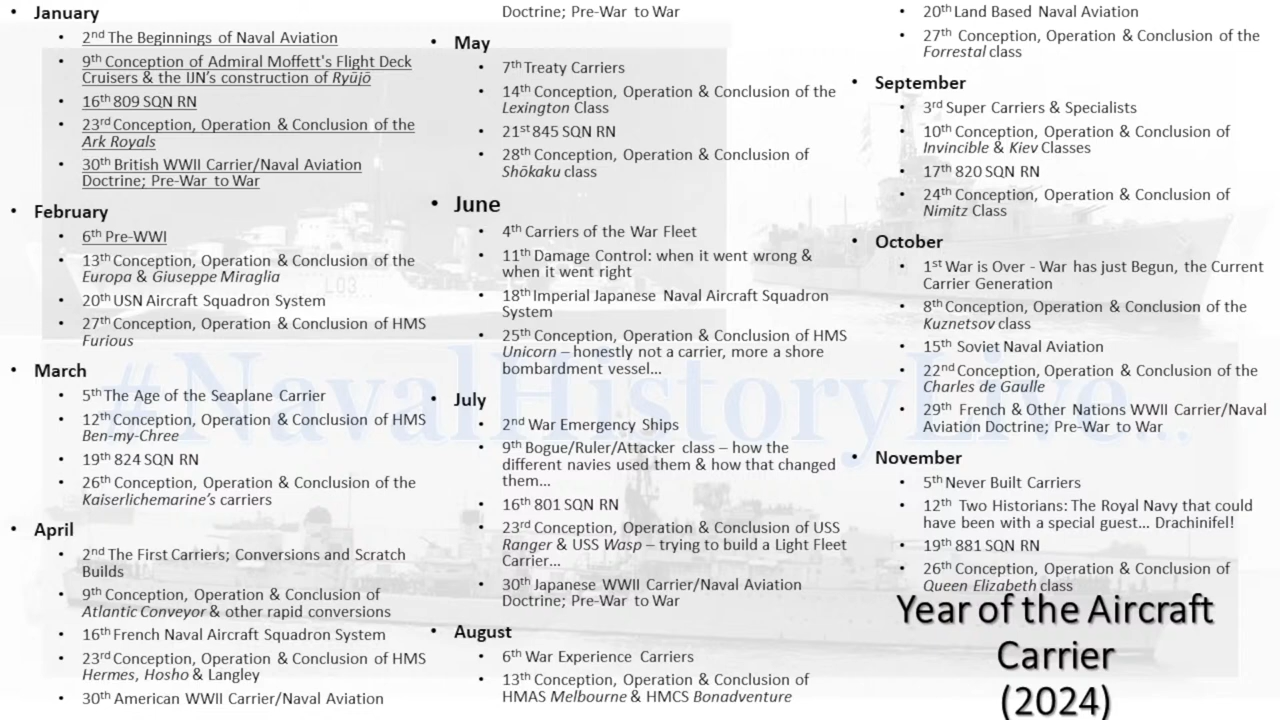 January
2nd The Beginnings of Naval Aviation
9th Conception of Admiral Moffett's Flight Deck
Cruisers & the IJN's construction of Ryūjō
16th 809 SQN RN
23rd Conception, Operation & Conclusion of the
Ark Royals
30th British WWII Carrier/Naval Aviation
Doctrine; Pre-War to War
February
6th Pre-WWI
13th Conception, Operation & Conclusion of the
Europa & Giuseppe Miraglia
20th USN Aircraft Squadron System
27th Conception, Operation & Conclusion of HMS
Furious
March
5th The Age of the Seaplane Carrier
12th Conception, Operation & Conclusion of HMS
Ben-my-Chree
19th 824 SQN RN
26th Conception, Operation & Conclusion of the
Kaiserlichemarine's carriers
April
2nd The First Carriers; Conversions and Scratch
Builds
9th Conception, Operation & Conclusion of
Atlantic Conveyor & other rapid conversions
16th French Naval Aircraft Squadron System
23rd Conception, Operation & Conclusion of HMS
Hermes, Hosho & Langley
30th American WWII Carrier/Naval Aviation
Doctrine; Pre-War to War
May
7th Treaty Carriers
14th Conception, Operation & Conclusion of the
Lexington Class
21st 845 SQN RN
28th Conception, Operation & Conclusion of
Shōkaku class
June
4th Carriers of the War Fleet
11th Damage Control: when it went wrong &
when it went right
18th Imperial Japanese Naval Aircraft Squadron
System
25th Conception, Operation & Conclusion of HMS
Unicorn – honestly not a carrier, more a shore
bombardment vessel...
July
2nd War Emergency Ships
9th Bogue/Ruler/Attacker class – how the
different navies used them & how that changed
them...
16th 801 SQN RN
23rd Conception, Operation & Conclusion of USS
Ranger & USS Wasp – trying to build a Light Fleet
Carrier...
30th Japanese WWII Carrier/Naval Aviation
Doctrine; Pre-War to War
August
6th War Experience Carriers
13th Conception, Operation & Conclusion of
HMAS Melbourne & HMCS Bonadventure
20th Land Based Naval Aviation
27th Conception, Operation & Conclusion of the
Forrestal class
September
3rd Super Carriers & Specialists
10th Conception, Operation & Conclusion of
Invincible & Kiev Classes
17th 820 SQN RN
24th Conception, Operation & Conclusion of
Nimitz Class
October
1st War is Over - War has just Begun, the Current
Carrier Generation
8th Conception, Operation & Conclusion of the
Kuznetsov class
15th Soviet Naval Aviation
22nd Conception, Operation & Conclusion of the
Charles de Gaulle
29th French & Other Nations WWII Carrier/Naval
Aviation Doctrine; Pre-War to War
November
5th Never Built Carriers
12th Two Historians: The Royal Navy that could
have been with a special guest... Drachinifel!
19th 881 SQN RN
26th Conception, Operation & Conclusion of
Queen Elizabeth class
Year of the Aircraft
Carrier
(2024)
#NavalHistoryLive...
L03